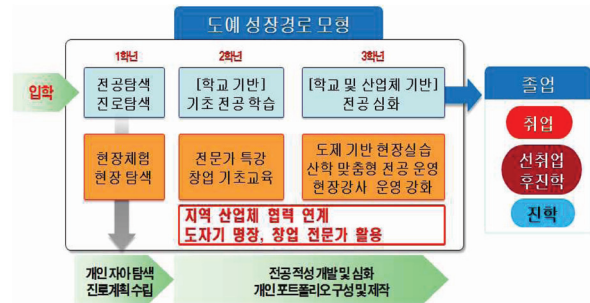 도예 성장경로 모형
1학년
2학년
3학년
입학
전공탐색
진로탐색
[학교 기반]
기초 전공 학습
[학교 및 산업체 기반]
전공 심화
졸업
취업
선취업
후진학
진학
현장체험
현장 탐색
전문가 특강
창업 기초교육
도제 기반 현장실습
산학 맞춤형 전공 운영
현장강사 운영 강화
지역 산업체 협력 연계
도자기 명장, 창업 전문가 활용
개인 자아 탐색
진로계획 수립
전공 적성 개발 및 심화
개인 포트폴리오 구성 및 제작